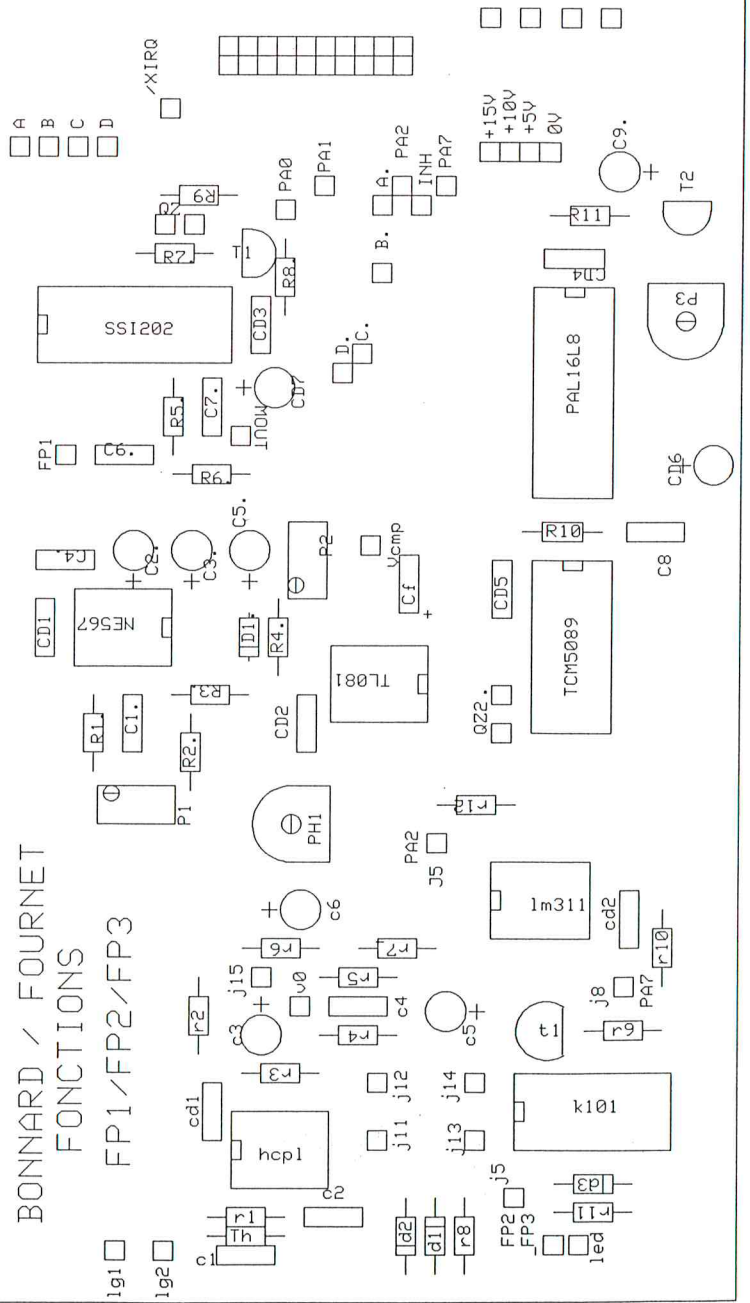 BONNARD / FOURNET
FONCTIONS
FP1/FP2/FP3
lg1
lg2
A
B
C
D
/XIRQ
R9
QZ
R7.
T1
R8.
PA0
PA1
A.
PA2
INH
PA7
B.
+15V
+10V
+5V
0V
C9.
T2
R11
CD4
P3
PAL16L8
SSI202
CD3
D.
C.
CD7
MOUT
R5.
C7.
R6.
FP1
C6.
CD6
C4.
C2.
C3.
C5.
P2
Vcmp
Cf
R10
C8
CD1
NE567
D1.
R4.
TL081
CD5
TCM5089
R1.
C1.
R3.
R2.
CD2
QZ2.
P1
PH1
r12
PA2
J5
c6
lm311
cd2
r10
r6
r7
j15
r5
v0
c4
r2
c3
r4
c5
t1
j8
PA7
r9
r3
cd1
j12
j14
hcpl
j11
j13
k101
c2
r1
Th
c1
d2
d1
r8
j5
FP2
FP3
d3
r11
led